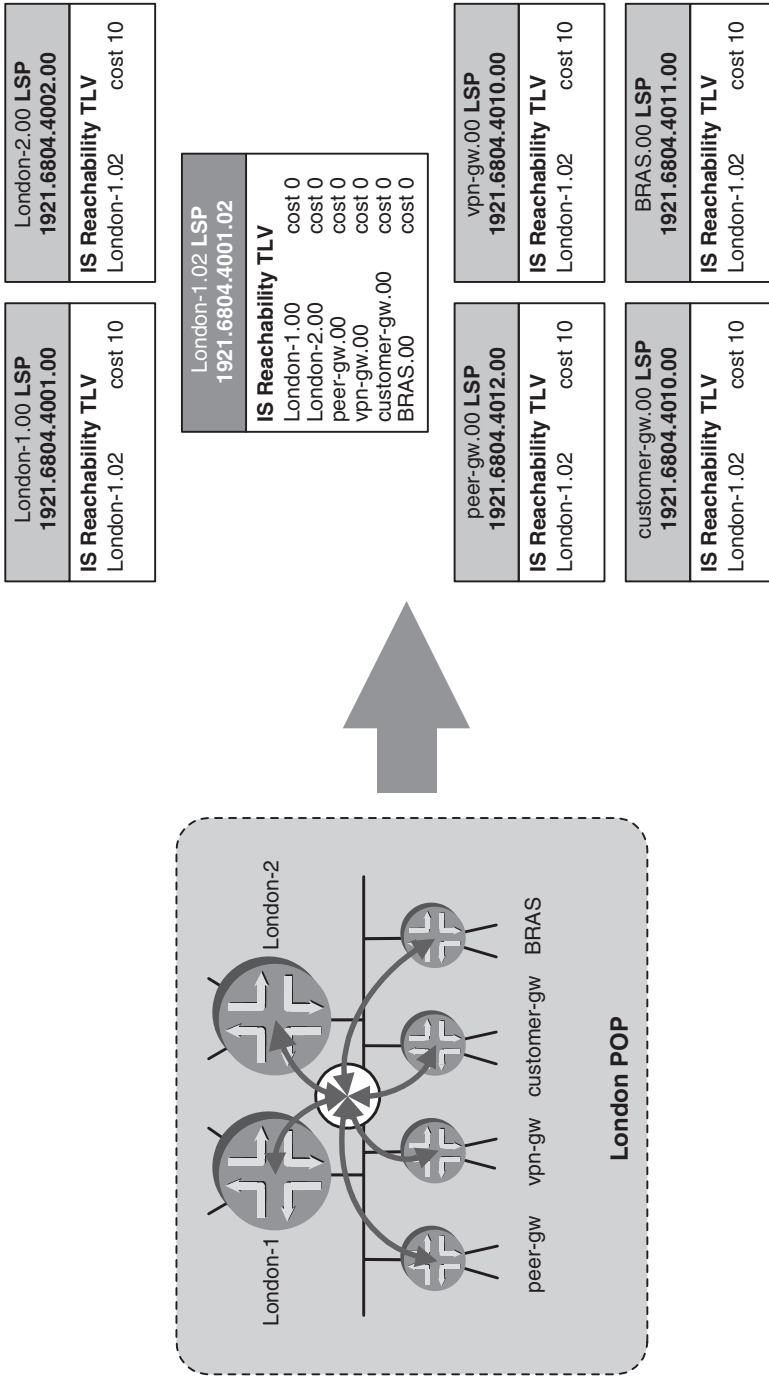 London-1
London-2
peer-gw
vpn-gw
customer-gw
BRAS
London POP
London-1.00 LSP
1921.6804.4001.00
IS Reachability TLV
London-1.02 cost 10
London-2.00 LSP
1921.6804.4002.00
IS Reachability TLV
London-1.02 cost 10
London-1.02 LSP
1921.6804.4001.02
IS Reachability TLV
London-1.00 cost 0
London-2.00 cost 0
peer-gw.00 cost 0
vpn-gw.00 cost 0
customer-gw.00 cost 0
BRAS.00 cost 0
peer-gw.00 LSP
1921.6804.4012.00
IS Reachability TLV
London-1.02 cost 10
vpn-gw.00 LSP
1921.6804.4010.00
IS Reachability TLV
London-1.02 cost 10
customer-gw.00 LSP
1921.6804.4010.00
IS Reachability TLV
London-1.02 cost 10
BRAS.00 LSP
1921.6804.4011.00
IS Reachability TLV
London-1.02 cost 10